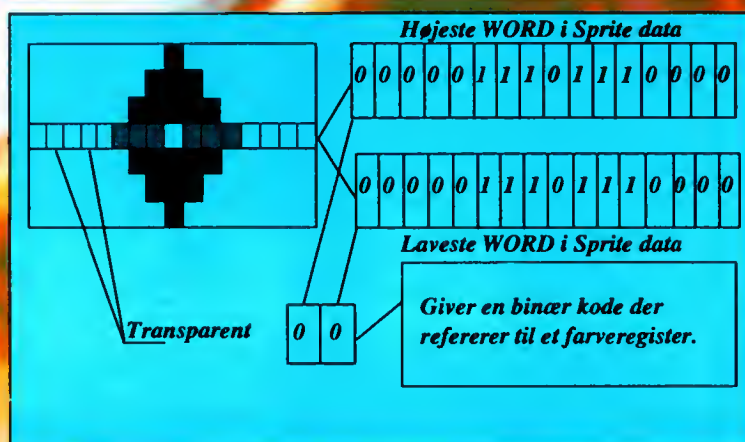 Højeste WORD i Sprite data
0 0 0 0 0 1 1 1 0 1 1 1 0 0 0 0
0 0 0 0 0 1 1 1 0 1 1 1 0 0 0 0
Laveste WORD i Sprite data
Transparent
0 0
Giver en binær kode der
refererer til et farveregister.